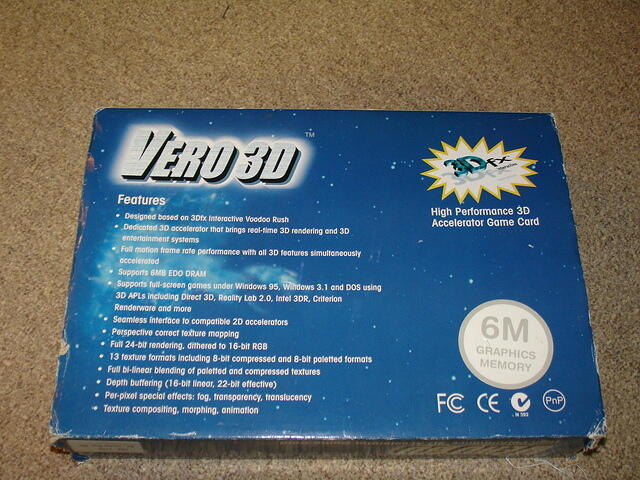 VERO 3D ™
Features
• Designed based on 3Dfx Interactive Voodoo Rush
• Dedicated 3D accelerator that brings real-time 3D rendering and 3D
entertainment systems
• Full motion frame rate performance with all 3D features simultaneously
accelerated
• Supports 6MB EDO DRAM
• Supports full-screen games under Windows 95, Windows 3.1 and DOS using
3D APLs including Direct 3D, Reality Lab 2.0, Intel 3DR, Criterion
Renderware and more
• Seamless interface to compatible 2D accelerators
• Perspective correct texture mapping
• Full 24-bit rendering, dithered to 16-bit RGB
• 13 texture formats including 8-bit compressed and 8-bit paletted formats
• Full bi-linear blending of paletted and compressed textures
• Depth buffering (16-bit linear, 22-bit effective)
• Per-pixel special effects: fog, transparency, translucency
• Texture compositing, morphing, animation
3Dfx
High Performance 3D
Accelerator Game Card
6M
GRAPHICS
MEMORY
FC CE PnP